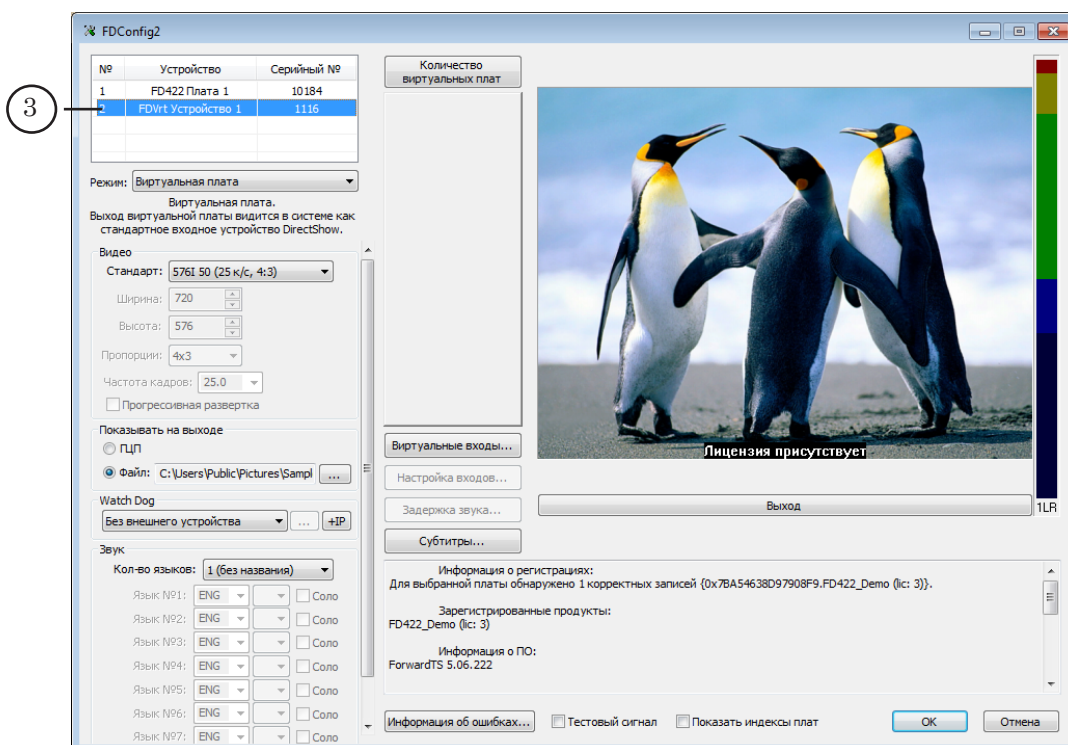 FDConfig2
3
№ Устройство Серийный №
1 FD422 Плата 1 10184
2 FDVrt Устройство 1 1116
Режим: Виртуальная плата
Виртуальная плата.
Выход виртуальной платы видится в системе как
стандартное входное устройство DirectShow.
Видео
Стандарт: 576I 50 (25 к/с, 4:3)
Ширина: 720
Высота: 576
Пропорции: 4x3
Частота кадров: 25.0
Прогрессивная развертка
Показывать на выходе
ГЦП
Файл: C:\Users\Public\Pictures\Sampl ...
Watch Dog
Без внешнего устройства ... +IP
Звук
Кол-во языков: 1 (без названия)
Язык №1: ENG Соло
Язык №2: ENG Соло
Язык №3: ENG Соло
Язык №4: ENG Соло
Язык №5: ENG Соло
Язык №6: ENG Соло
Язык №7: ENG Соло
Количество
виртуальных плат
Виртуальные входы...
Настройка входов...
Задержка звука...
Субтитры...
Лицензия присутствует
Выход
1LR
Информация о регистрациях:
Для выбранной платы обнаружено 1 корректных записей {0x7BA54638D97908F9.FD422_Demo (lic: 3)}.
Зарегистрированные продукты:
FD422_Demo (lic: 3)
Информация о ПО:
ForwardTS 5.06.222
Информация об ошибках... Тестовый сигнал Показать индексы плат OK Отмена